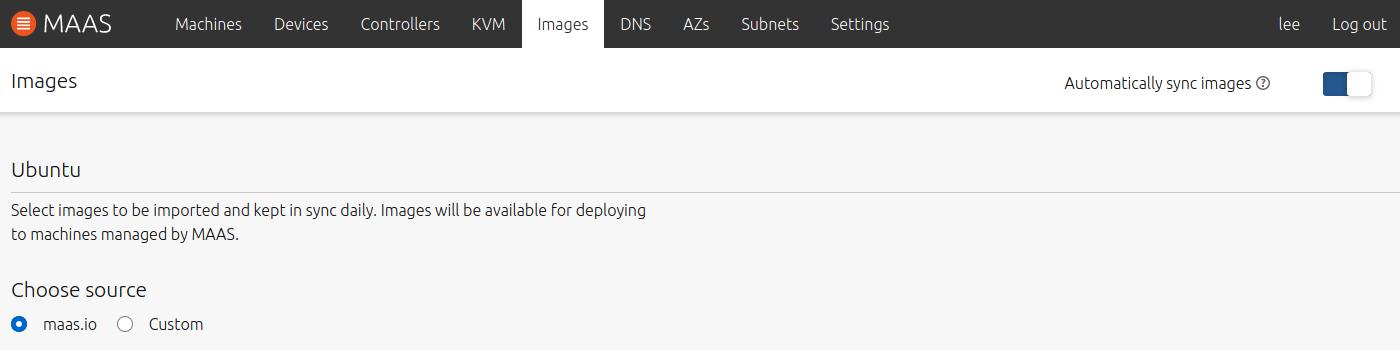 MAAS Machines Devices Controllers KVM Images DNS AZs Subnets Settings lee Log out
Images Automatically sync images
Ubuntu
Select images to be imported and kept in sync daily. Images will be available for deploying
to machines managed by MAAS.
Choose source
maas.io Custom